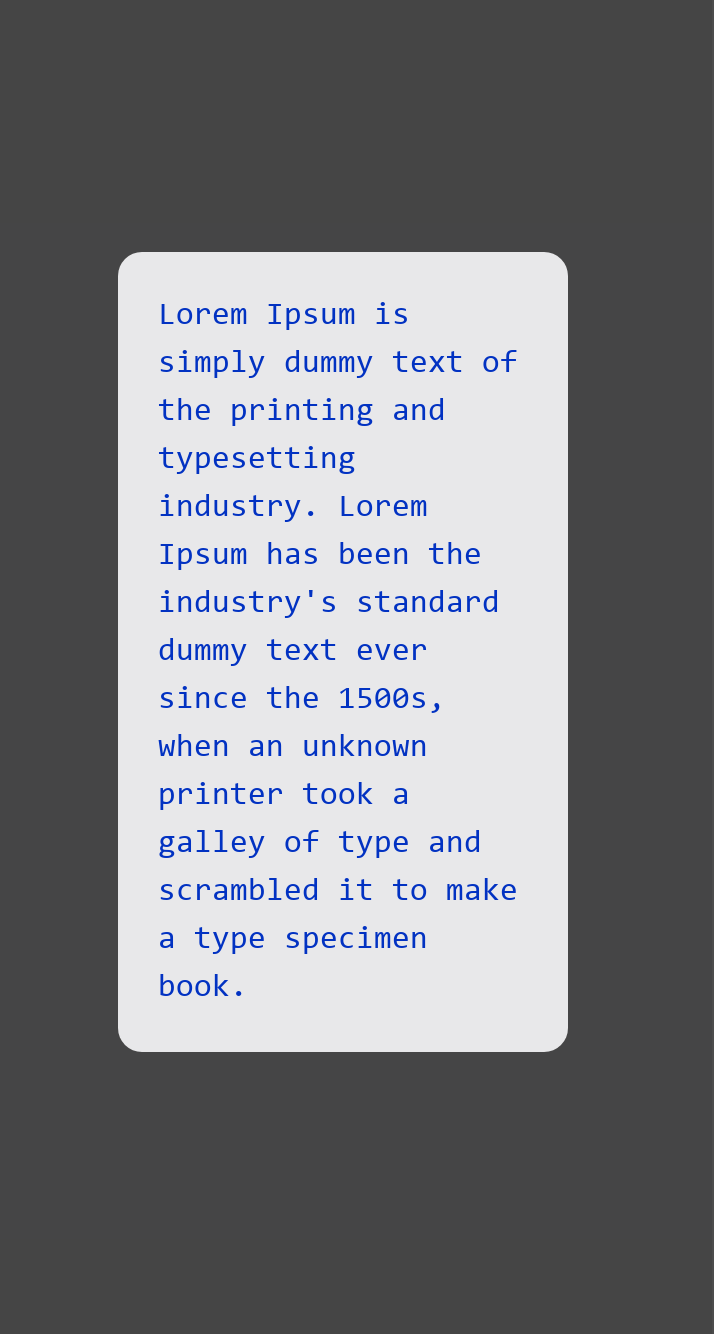 Lorem Ipsum is
simply dummy text of
the printing and
typesetting
industry. Lorem
Ipsum has been the
industry's standard
dummy text ever
since the 1500s,
when an unknown
printer took a
galley of type and
scrambled it to make
a type specimen
book.